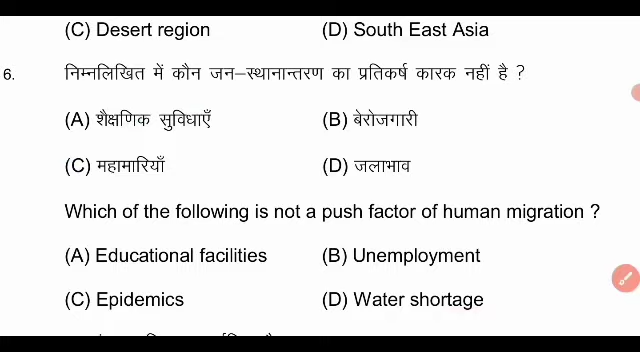 (C) Desert region (D) South East Asia
6. निम्नलिखित में कौन जन–स्थानान्तरण का प्रतिकर्ष कारक नहीं है ?
(A) शैक्षणिक सुविधाएँ (B) बेरोजगारी
(C) महामारियाँ (D) जलाभाव
Which of the following is not a push factor of human migration ?
(A) Educational facilities (B) Unemployment
(C) Epidemics (D) Water shortage